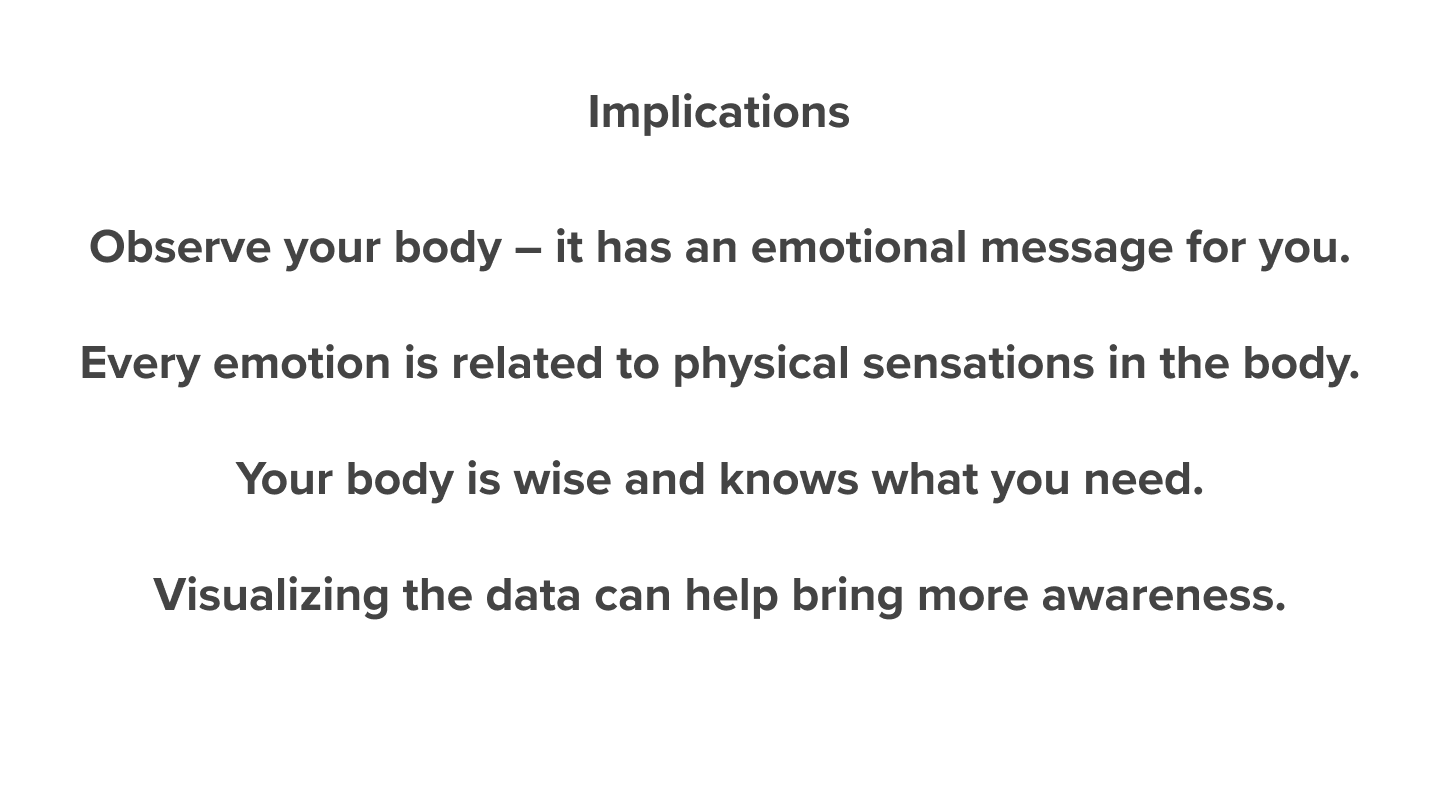 Implications
Observe your body – it has an emotional message for you.
Every emotion is related to physical sensations in the body.
Your body is wise and knows what you need.
Visualizing the data can help bring more awareness.